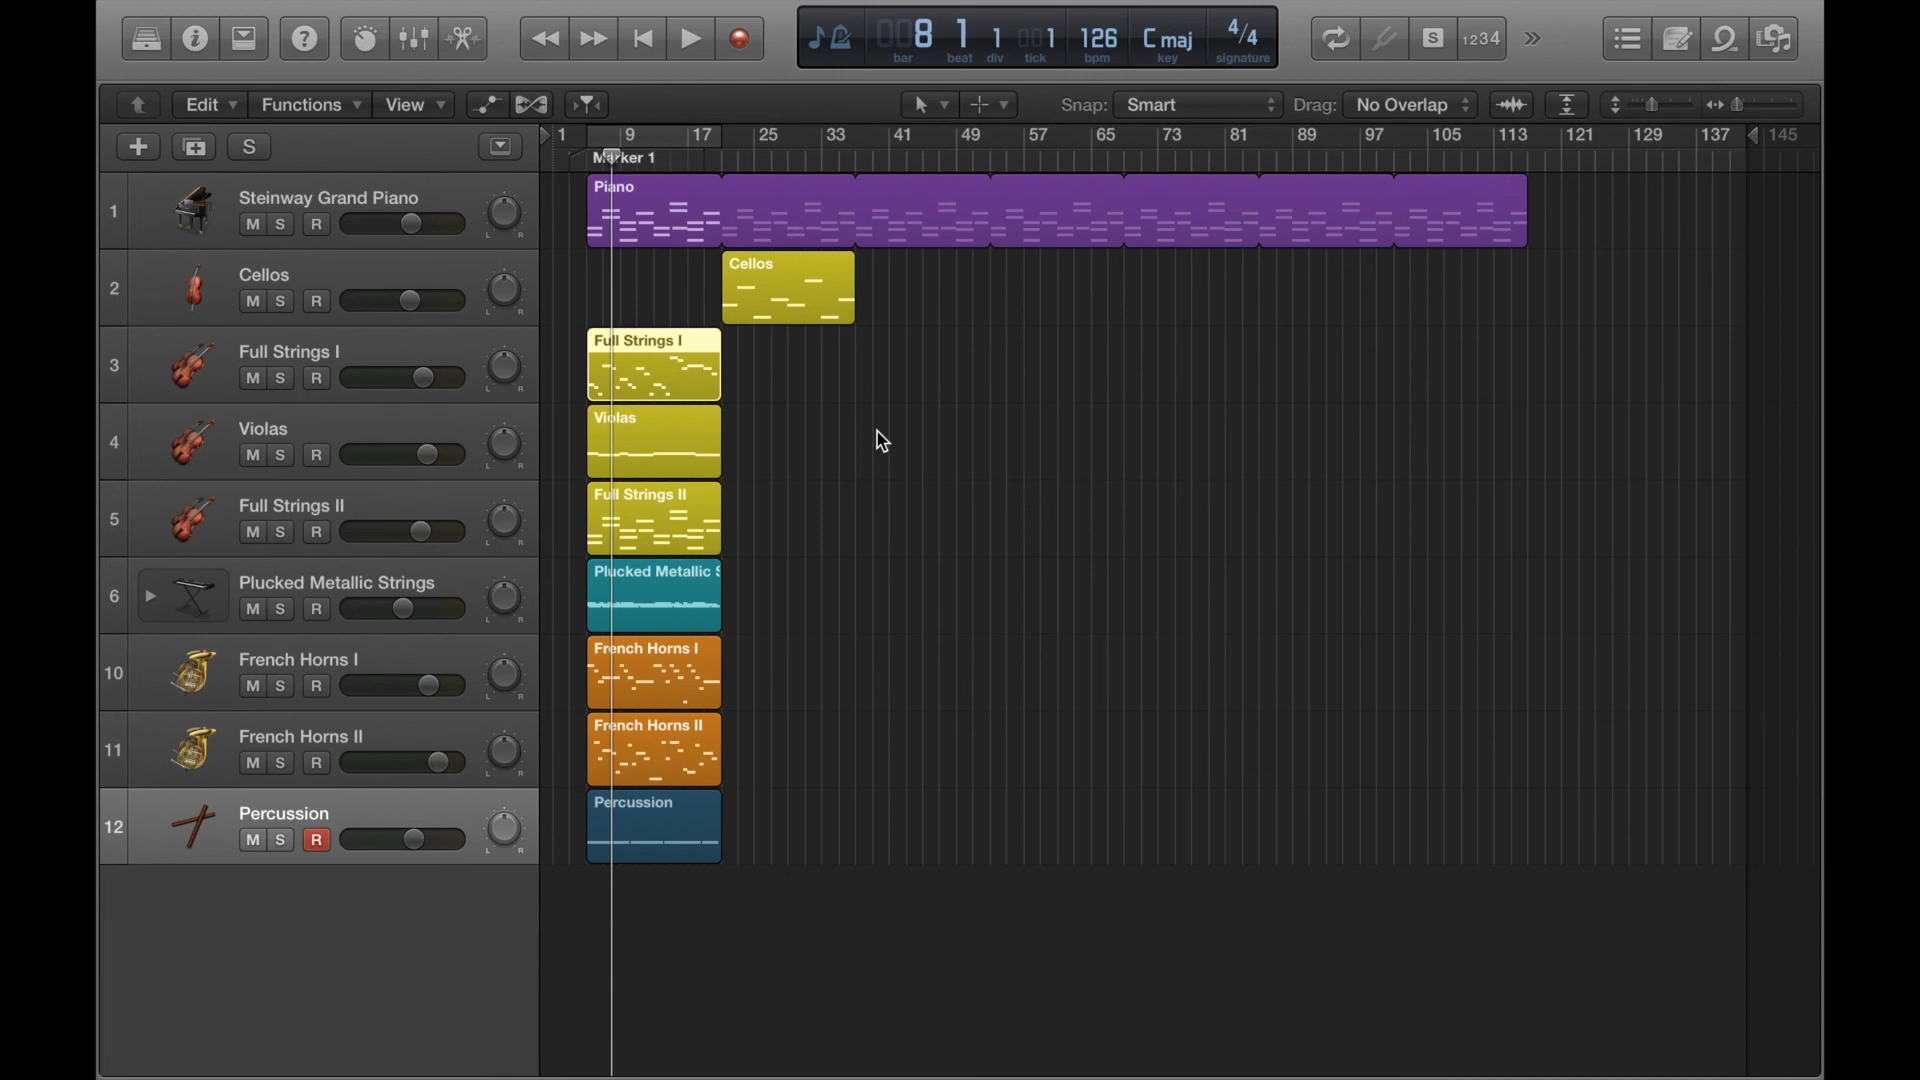 8 1 1 001 126 C maj 4/4
bar beat div tick bpm key signature
S 1234
Edit Functions View Snap: Smart Drag: No Overlap
S
1 9 17 25 33 41 49 57 65 73 81 89 97 105 113 121 129 137 145
Marker 1
1 Steinway Grand Piano
M S R L R
Piano
2 Cellos
M S R L R
Cellos
3 Full Strings I
M S R L R
Full Strings I
4 Violas
M S R L R
Violas
5 Full Strings II
M S R L R
Full Strings II
6 Plucked Metallic Strings
M S R L R
Plucked Metallic S
10 French Horns I
M S R L R
French Horns I
11 French Horns II
M S R L R
French Horns II
12 Percussion
M S R L R
Percussion